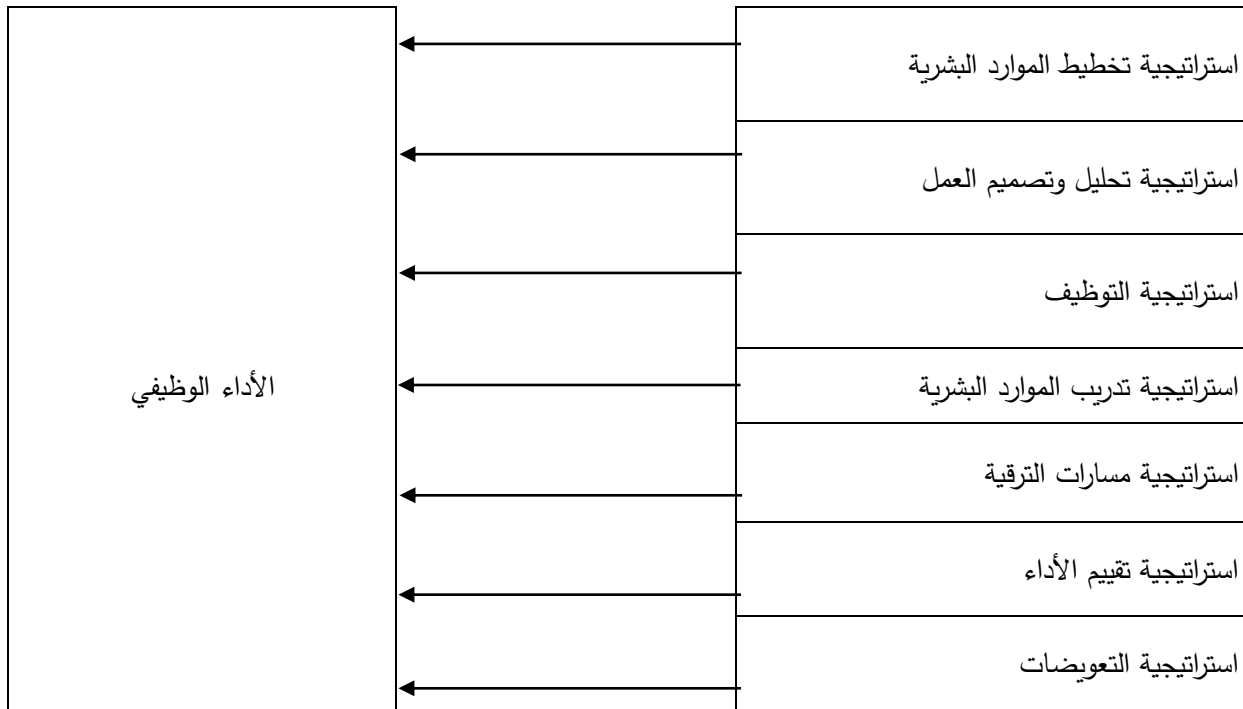 استراتيجية تخطيط الموارد البشرية
استراتيجية تحليل وتصميم العمل
استراتيجية التوظيف
استراتيجية تدريب الموارد البشرية
استراتيجية مسارات الترقية
استراتيجية تقييم الأداء
استراتيجية التعويضات
الأداء الوظيفي